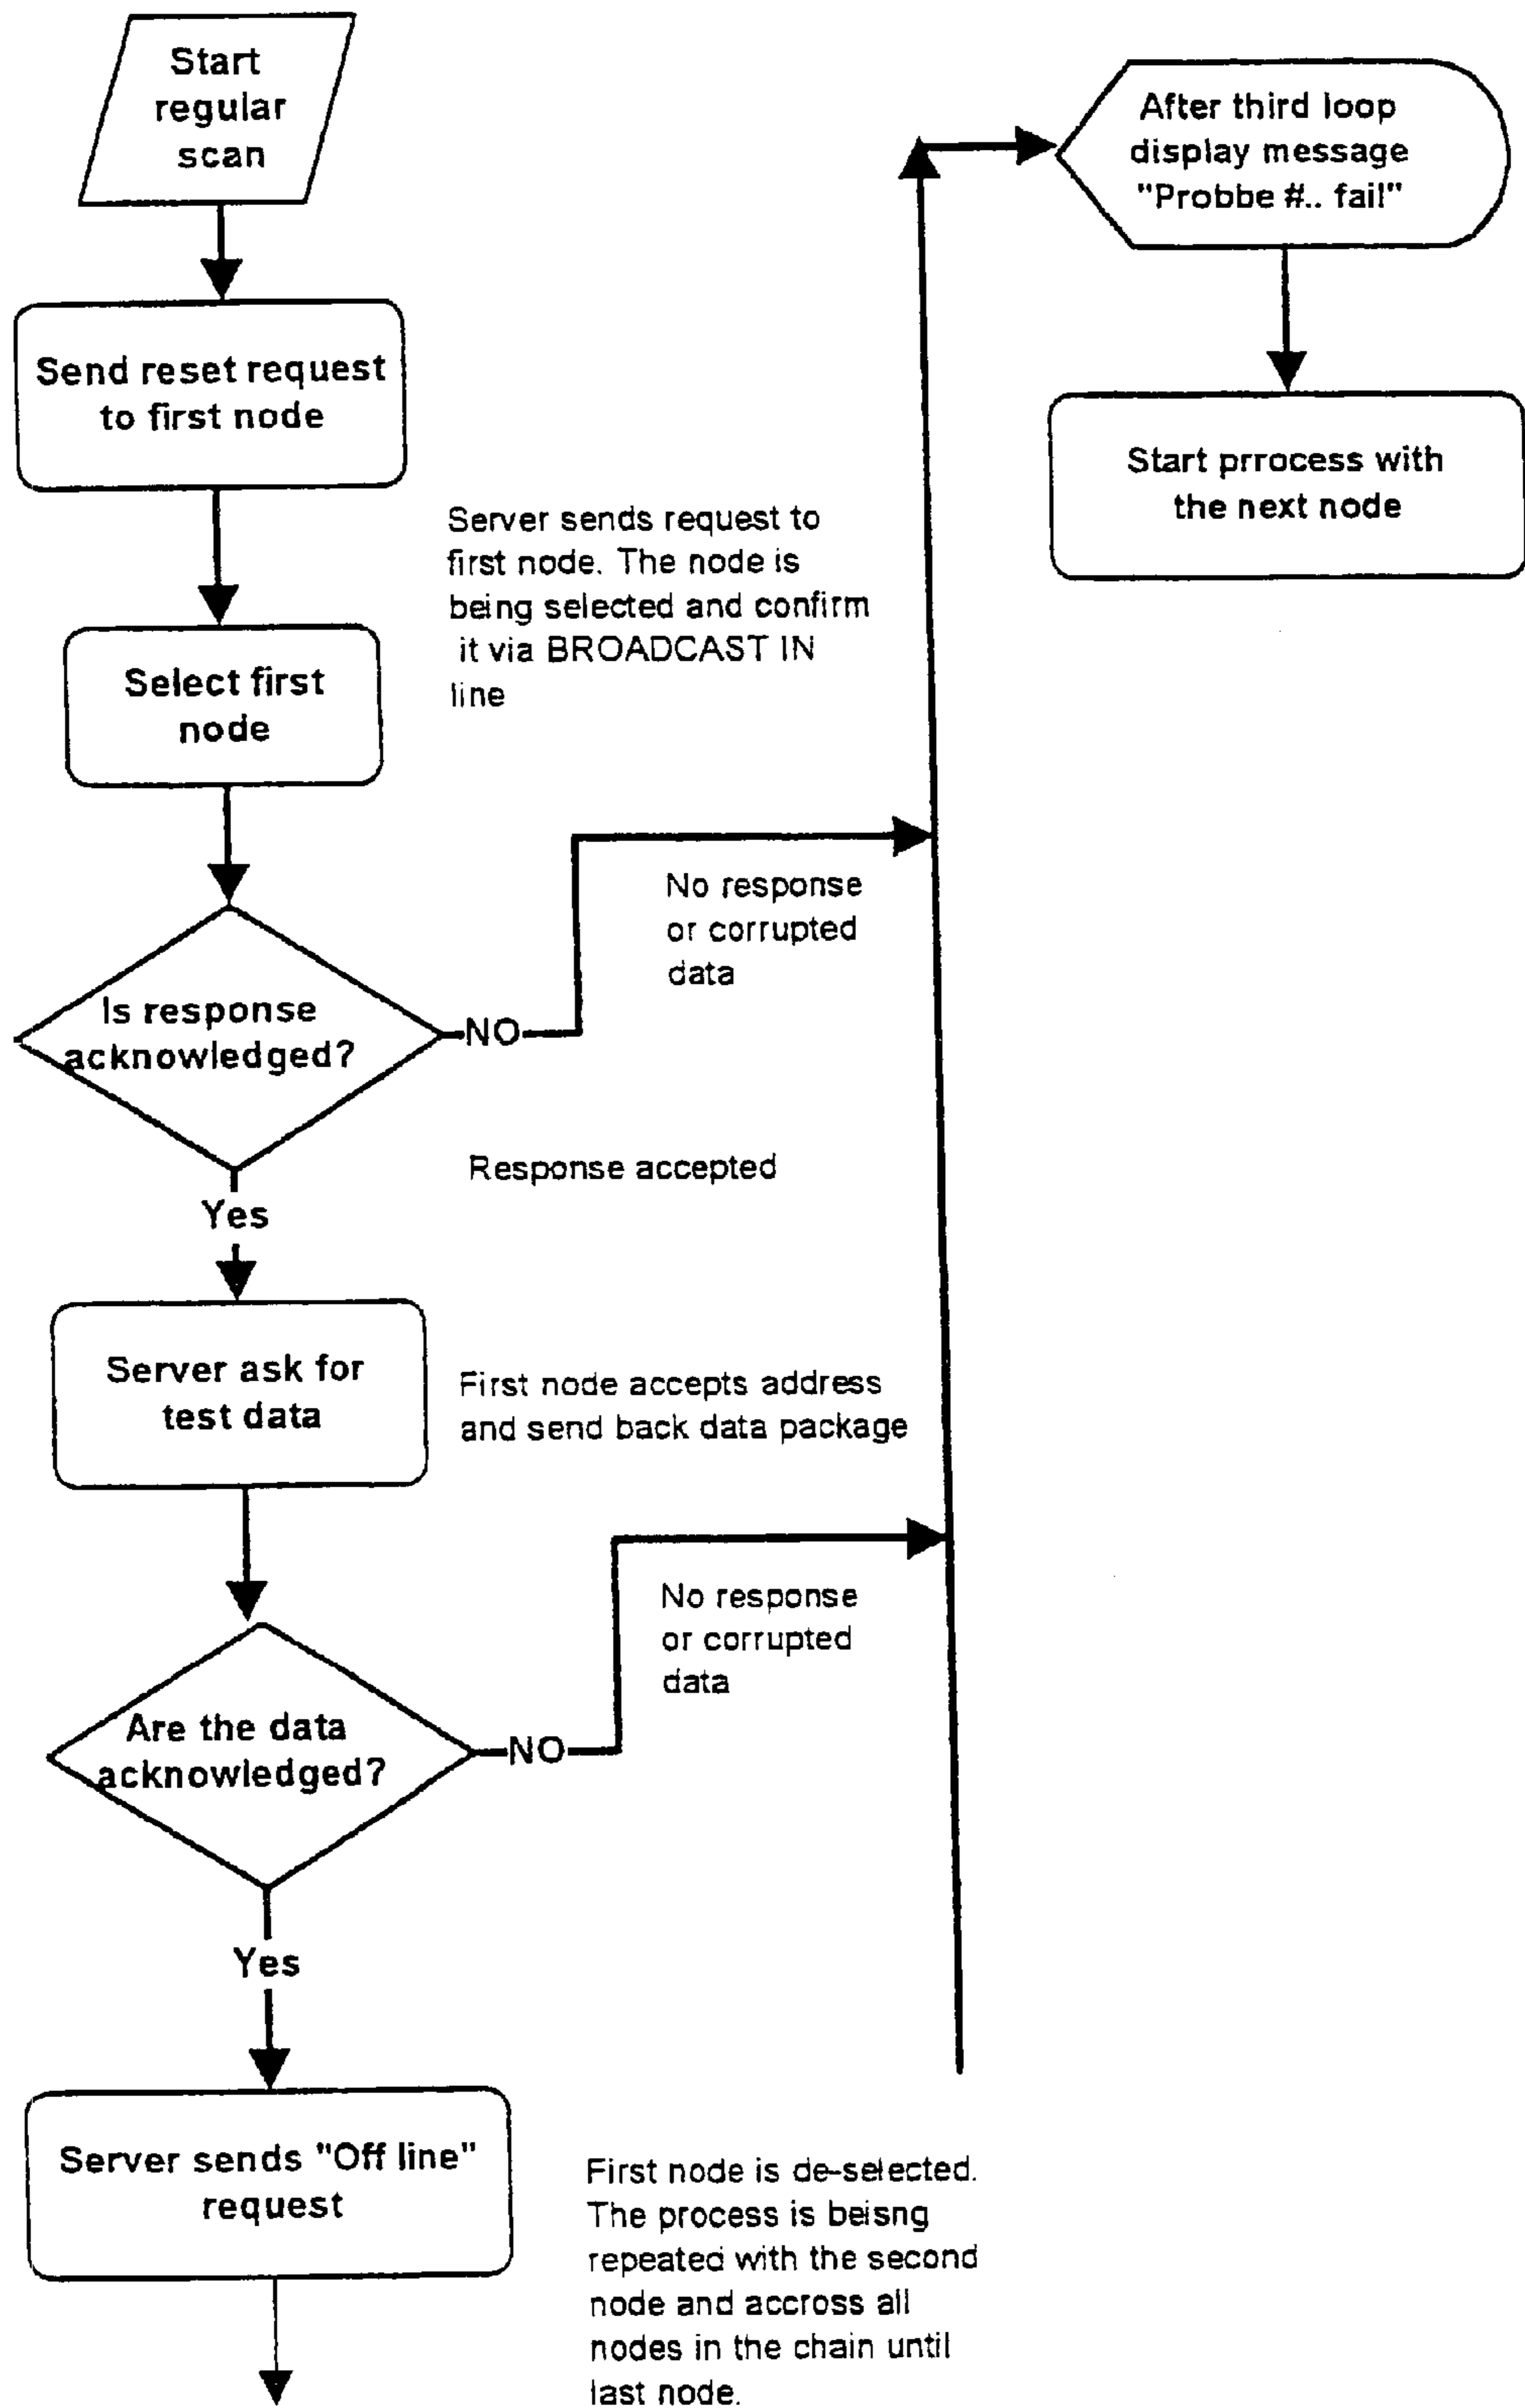 Start
regular
scan
Send reset request
to first node
Server sends request to
first node. The node is
being selected and confirm
it via BROADCAST IN
line
Select first
node
No response
or corrupted
data
Is response
acknowledged?
NO
Response accepted
Yes
Server ask for
test data
First node accepts address
and send back data package
No response
or corrupted
data
Are the data
acknowledged?
NO
Yes
Server sends "Off line"
request
First node is de-selected.
The process is beisng
repeated with the second
node and accross all
nodes in the chain until
last node.
After third loop
display message
"Probbe #.. fail"
Start prrocess with
the next node